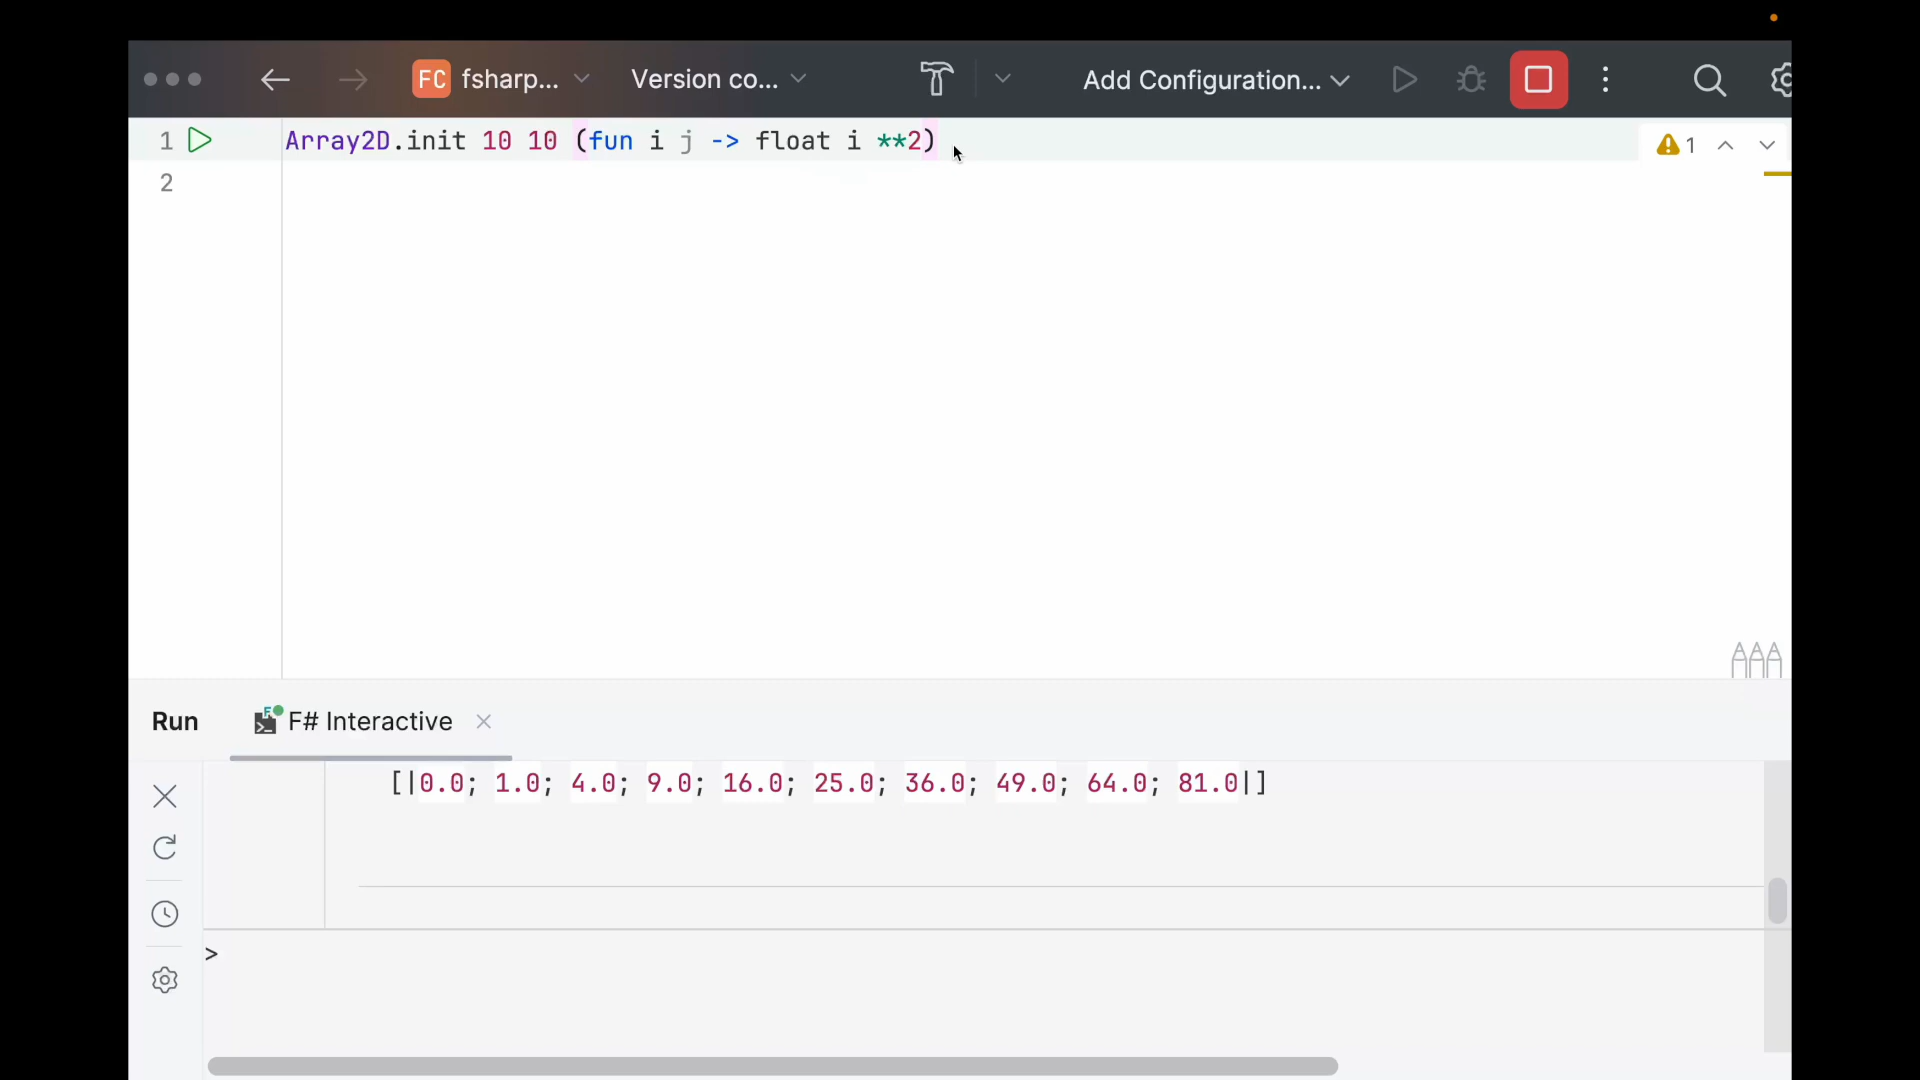 FC fsharp... Version co... Add Configuration...
1 Array2D.init 10 10 (fun i j -> float i **2) 1
2
Run F# Interactive
[|0.0; 1.0; 4.0; 9.0; 16.0; 25.0; 36.0; 49.0; 64.0; 81.0|]
>